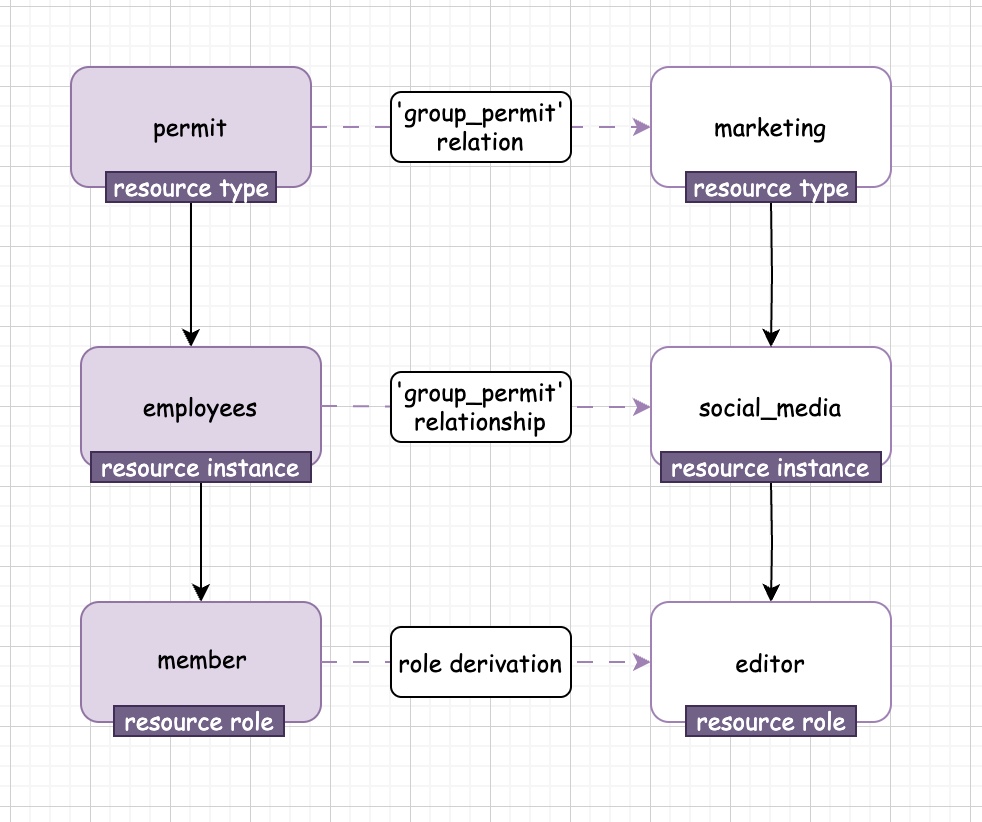 permit
'group_permit'
relation
marketing
resource type
resource type
employees
'group_permit'
relationship
social_media
resource instance
resource instance
member
role derivation
editor
resource role
resource role